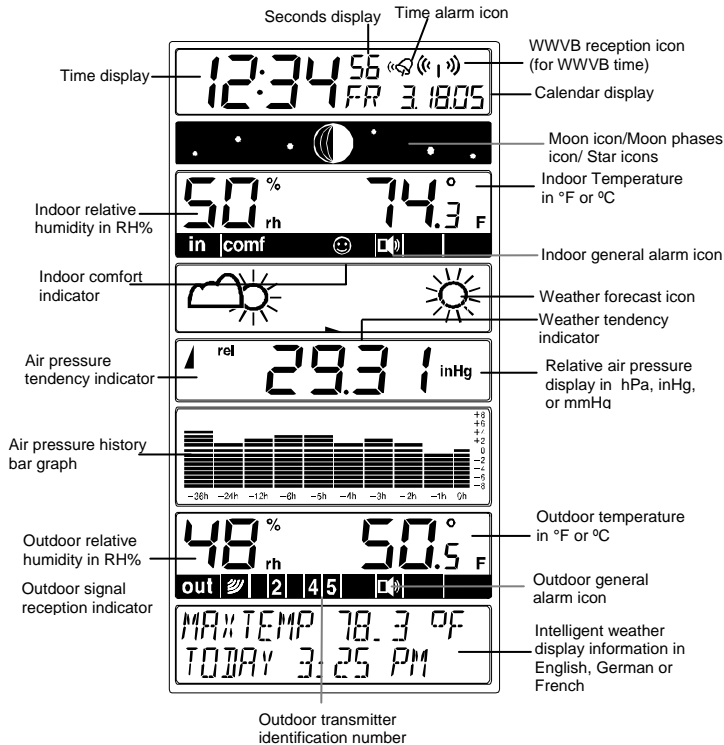 Seconds display
Time alarm icon
WWVB reception icon
(for WWVB time)
Time display
12:34 56
FR 3.18.05
Calendar display
Moon icon/Moon phases
icon/ Star icons
50 % rh 74.3 ° F
Indoor Temperature
in °F or ºC
Indoor relative
humidity in RH%
in comf
Indoor general alarm icon
Indoor comfort
indicator
Weather forecast icon
Weather tendency
indicator
rel 29.31 inHg
Air pressure
tendency indicator
Relative air pressure
display in hPa, inHg,
or mmHg
Air pressure history
bar graph
+8
+6
+4
+2
0
-2
-4
-6
-8
-36h -24h -12h -6h -5h -4h -3h -2h -1h 0h
48 % rh 50.5 ° F
Outdoor temperature
in °F or ºC
Outdoor relative
humidity in RH%
out 2 4 5
Outdoor signal
reception indicator
Outdoor general
alarm icon
MAX TEMP 78.3 °F
TODAY 3:25 PM
Intelligent weather
display information in
English, German or
French
Outdoor transmitter
identification number